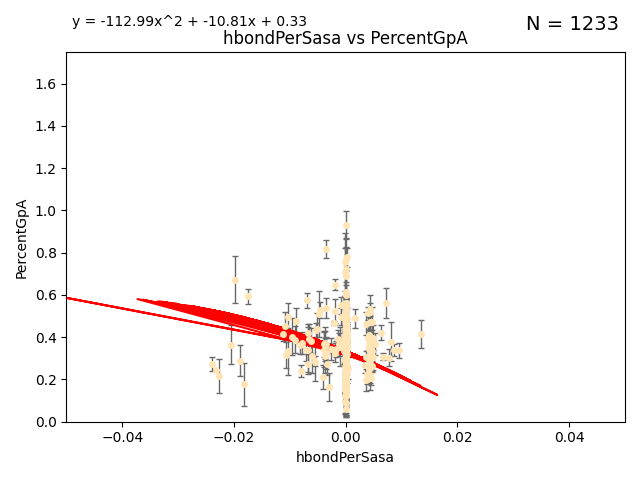 y = -112.99x^2 + -10.81x + 0.33
N = 1233
hbondPerSasa vs PercentGpA
PercentGpA
1.6
1.4
1.2
1.0
0.8
0.6
0.4
0.2
0.0
−0.04
−0.02
0.00
0.02
0.04
hbondPerSasa